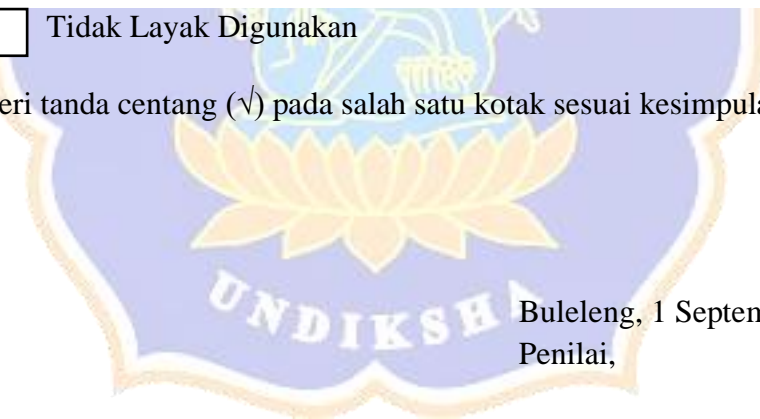 Tidak Layak Digunakan
eri tanda centang (√) pada salah satu kotak sesuai kesimpula
UNDIKSHA
Buleleng, 1 Septem
Penilai,